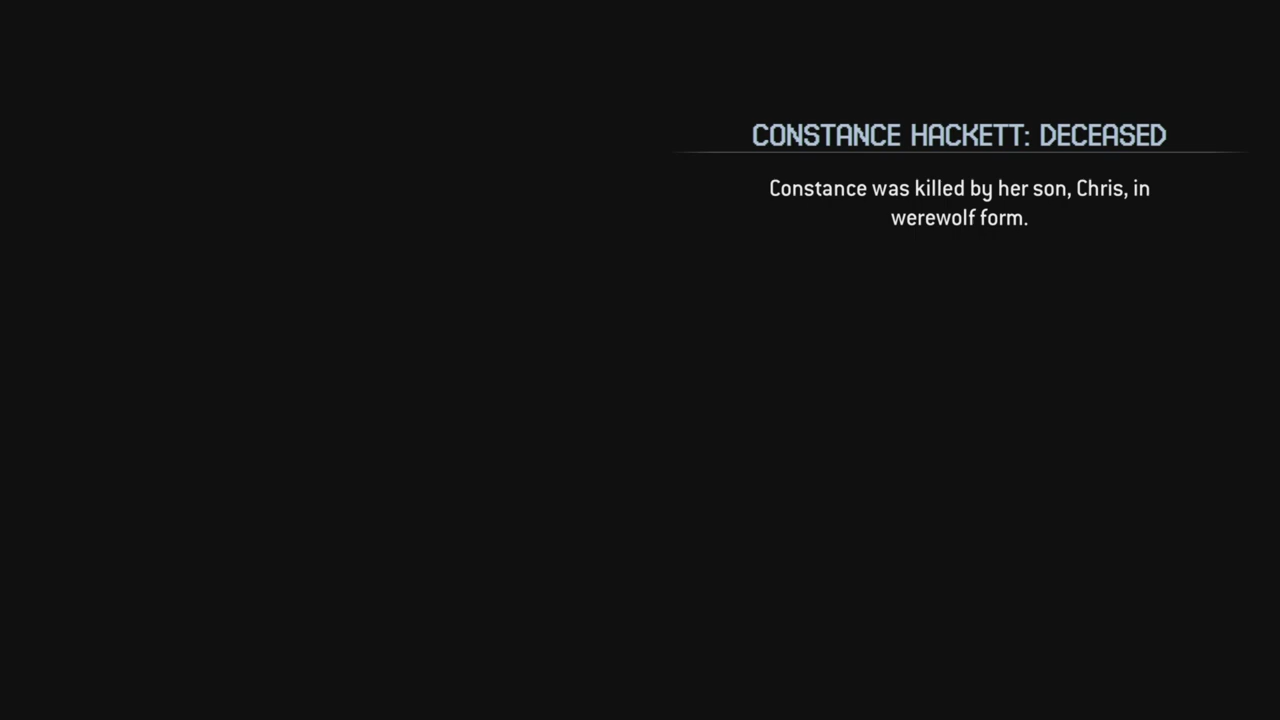 CONSTANCE HACKETT: DECEASED
Constance was killed by her son, Chris, in
werewolf form.